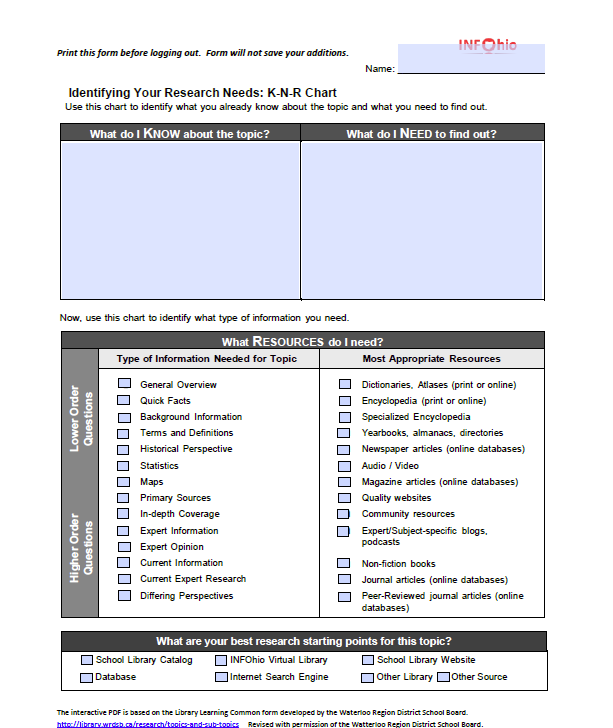 INFOhio
Print this form before logging out.  Form will not save your additions.
Name:
Identifying Your Research Needs: K-N-R Chart
Use this chart to identify what you already know about the topic and what you need to find out.
What do I KNOW about the topic? What do I NEED to find out?
Now, use this chart to identify what type of information you need.
What RESOURCES do I need?
Type of Information Needed for Topic
Most Appropriate Resources
Lower Order
Questions
Higher Order
Questions
General Overview
Quick Facts
Background Information
Terms and Definitions
Historical Perspective
Statistics
Maps
Primary Sources
In-depth Coverage
Expert Information
Expert Opinion
Current Information
Current Expert Research
Differing Perspectives
Dictionaries, Atlases (print or online)
Encyclopedia (print or online)
Specialized Encyclopedia
Yearbooks, almanacs, directories
Newspaper articles (online databases)
Audio / Video
Magazine articles (online databases)
Quality websites
Community resources
Expert/Subject-specific blogs,
podcasts
Non-fiction books
Journal articles (online databases)
Peer-Reviewed journal articles (online
databases)
What are your best research starting points for this topic?
School Library Catalog INFOhio Virtual Library School Library Website
Database Internet Search Engine Other Library Other Source
The interactive PDF is based on the Library Learning Common form developed by the Waterloo Region District School Board.
http://library.wrdsb.ca/research/topics-and-sub-topics Revised with permission of the Waterloo Region District School Board.